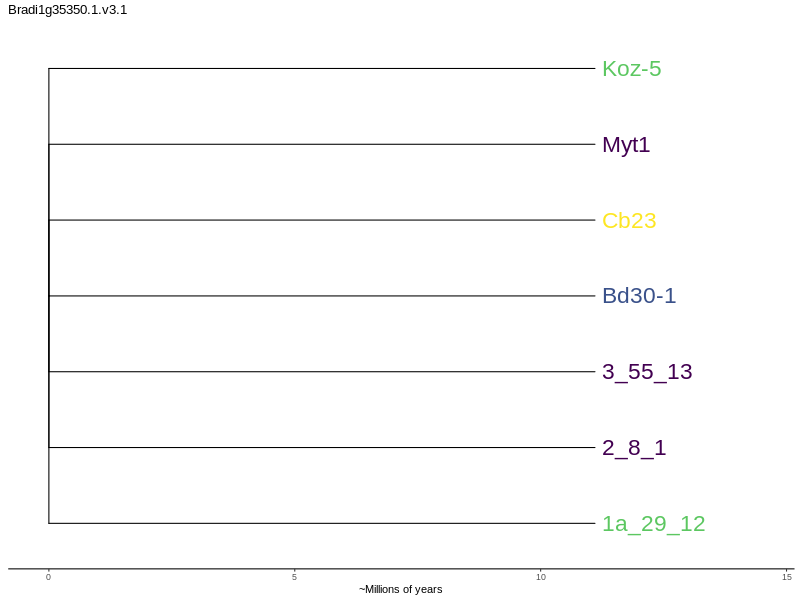 Bradi1g35350.1.v3.1
Koz-5
Myt1
Cb23
Bd30-1
3_55_13
2_8_1
1a_29_12
0 5 10 15
~Millions of years